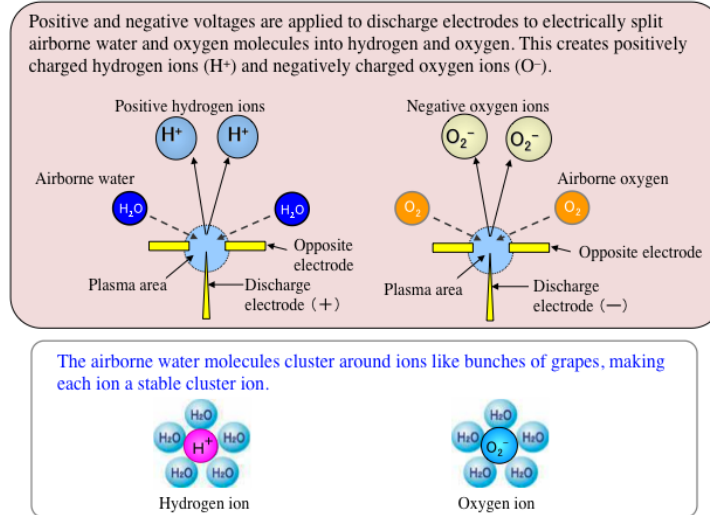 Positive and negative voltages are applied to discharge electrodes to electrically split
airborne water and oxygen molecules into hydrogen and oxygen. This creates positively
charged hydrogen ions (H⁺) and negatively charged oxygen ions (O⁻).
Positive hydrogen ions
H⁺
H⁺
Airborne water
H₂O
H₂O
Opposite
electrode
Plasma area
Discharge
electrode (+)
Negative oxygen ions
O₂⁻
O₂⁻
Airborne oxygen
O₂
O₂
Opposite electrode
Plasma area
Discharge
electrode (—)
The airborne water molecules cluster around ions like bunches of grapes, making
each ion a stable cluster ion.
H₂O
H₂O
H₂O
H⁺
H₂O
H₂O
Hydrogen ion
H₂O
H₂O
H₂O
O₂⁻
H₂O
H₂O
Oxygen ion